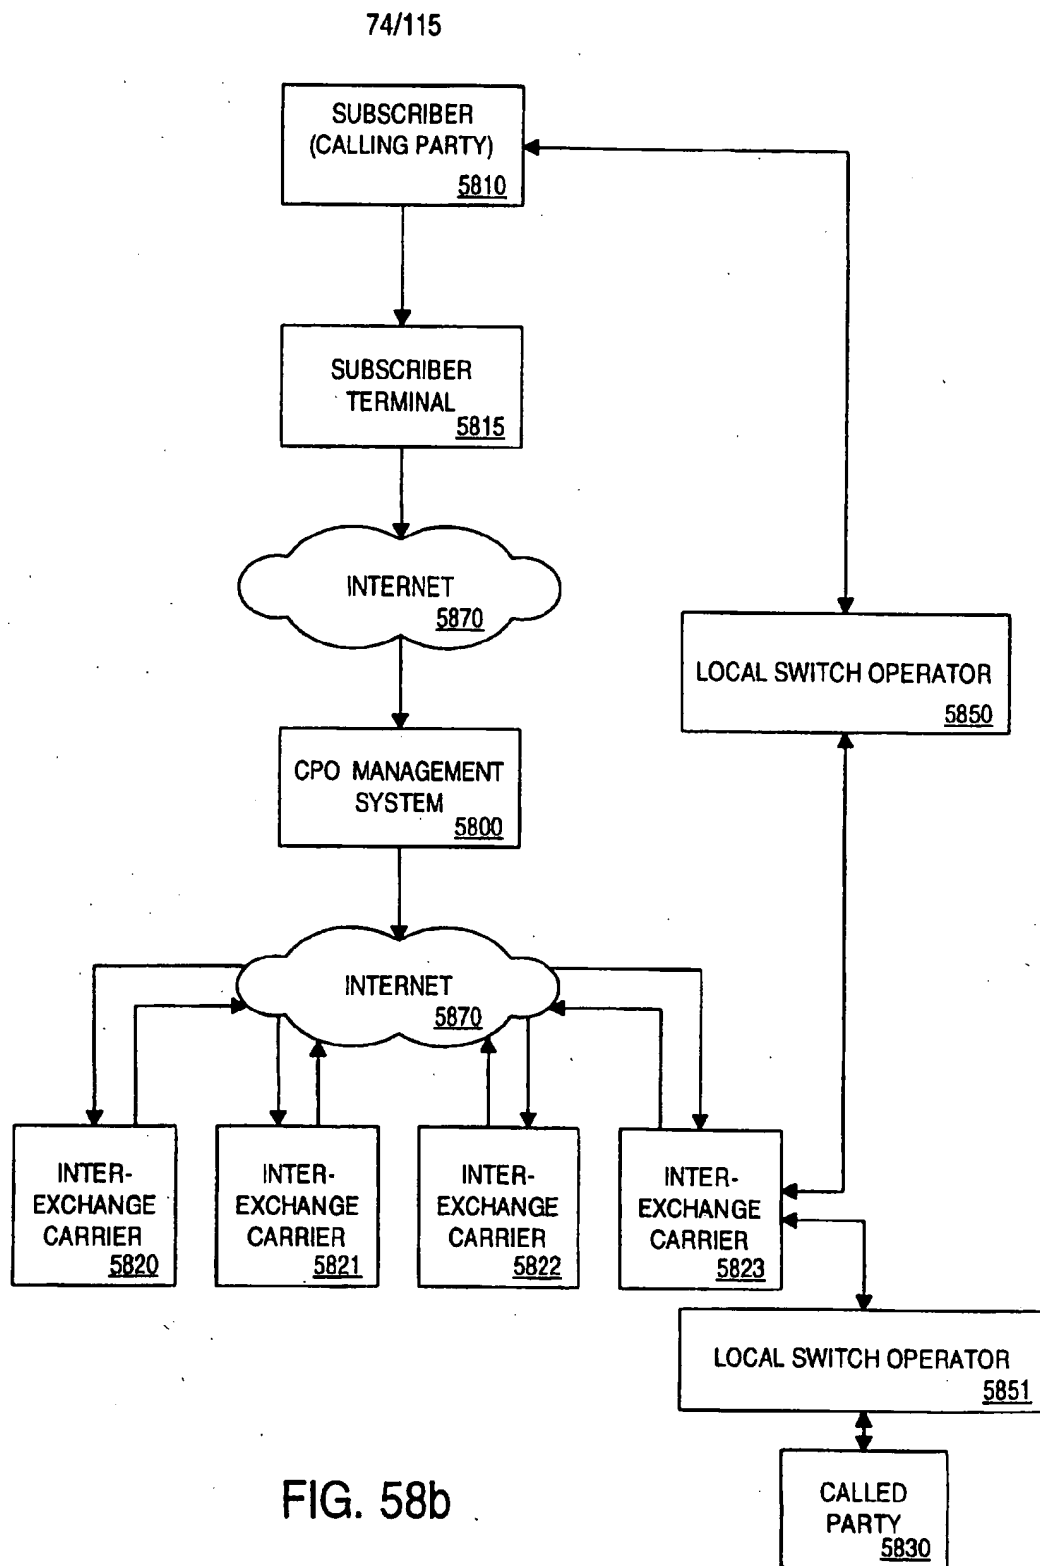 74/115
SUBSCRIBER
(CALLING PARTY)
5810
SUBSCRIBER
TERMINAL
5815
INTERNET
5870
LOCAL SWITCH OPERATOR
5850
CPO MANAGEMENT
SYSTEM
5800
INTERNET
5870
INTER-
EXCHANGE
CARRIER
5820
INTER-
EXCHANGE
CARRIER
5821
INTER-
EXCHANGE
CARRIER
5822
INTER-
EXCHANGE
CARRIER
5823
LOCAL SWITCH OPERATOR
5851
CALLED
PARTY
5830
FIG. 58b